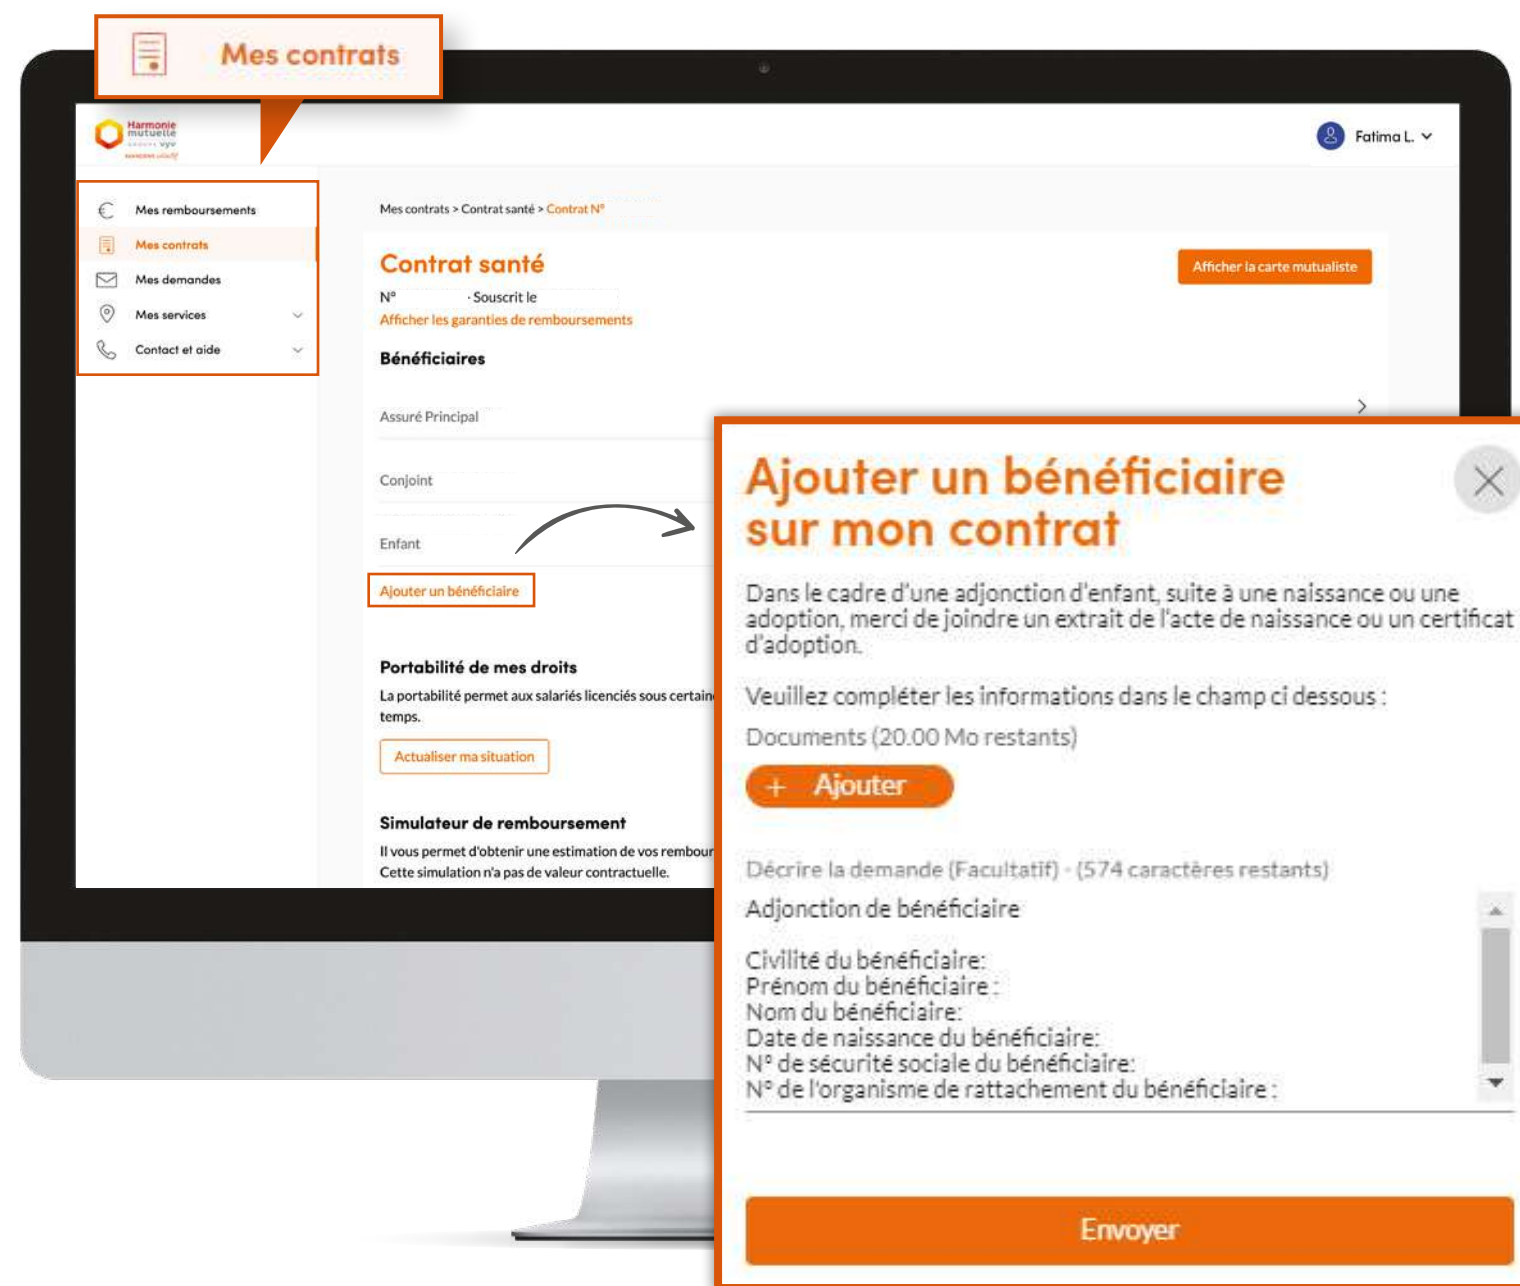 Mes contrats
Harmonie
mutuelle
GROUPE vyv
Fatima L.
Mes remboursements
Mes contrats
Mes demandes
Mes services
Contact et aide
Mes contrats > Contrat santé > Contrat N°
Contrat santé
Afficher la carte mutualiste
N° · Souscrit le
Afficher les garanties de remboursements
Bénéficiaires
Assuré Principal
Conjoint
Enfant
Ajouter un bénéficiaire
Portabilité de mes droits
La portabilité permet aux salariés licenciés sous certaine
temps.
Actualiser ma situation
Simulateur de remboursement
Il vous permet d'obtenir une estimation de vos rembour
Cette simulation n'a pas de valeur contractuelle.
Ajouter un bénéficiaire
sur mon contrat
Dans le cadre d'une adjonction d'enfant, suite à une naissance ou une
adoption, merci de joindre un extrait de l'acte de naissance ou un certificat
d'adoption.
Veuillez compléter les informations dans le champ ci dessous :
Documents (20.00 Mo restants)
+ Ajouter
Décrire la demande (Facultatif) - (574 caractères restants)
Adjonction de bénéficiaire
Civilité du bénéficiaire:
Prénom du bénéficiaire :
Nom du bénéficiaire:
Date de naissance du bénéficiaire:
N° de sécurité sociale du bénéficiaire:
N° de l'organisme de rattachement du bénéficiaire :
Envoyer